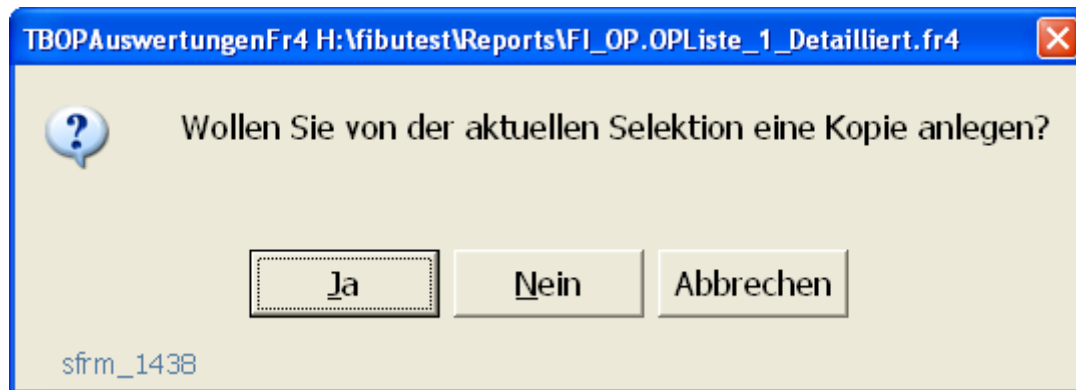 TBOPAuswertungenFr4 H:\fibutest\Reports\FI_OP.OPListe_1_Detailliert.fr4
Wollen Sie von der aktuellen Selektion eine Kopie anlegen?
Ja Nein Abbrechen
sfrm_1438